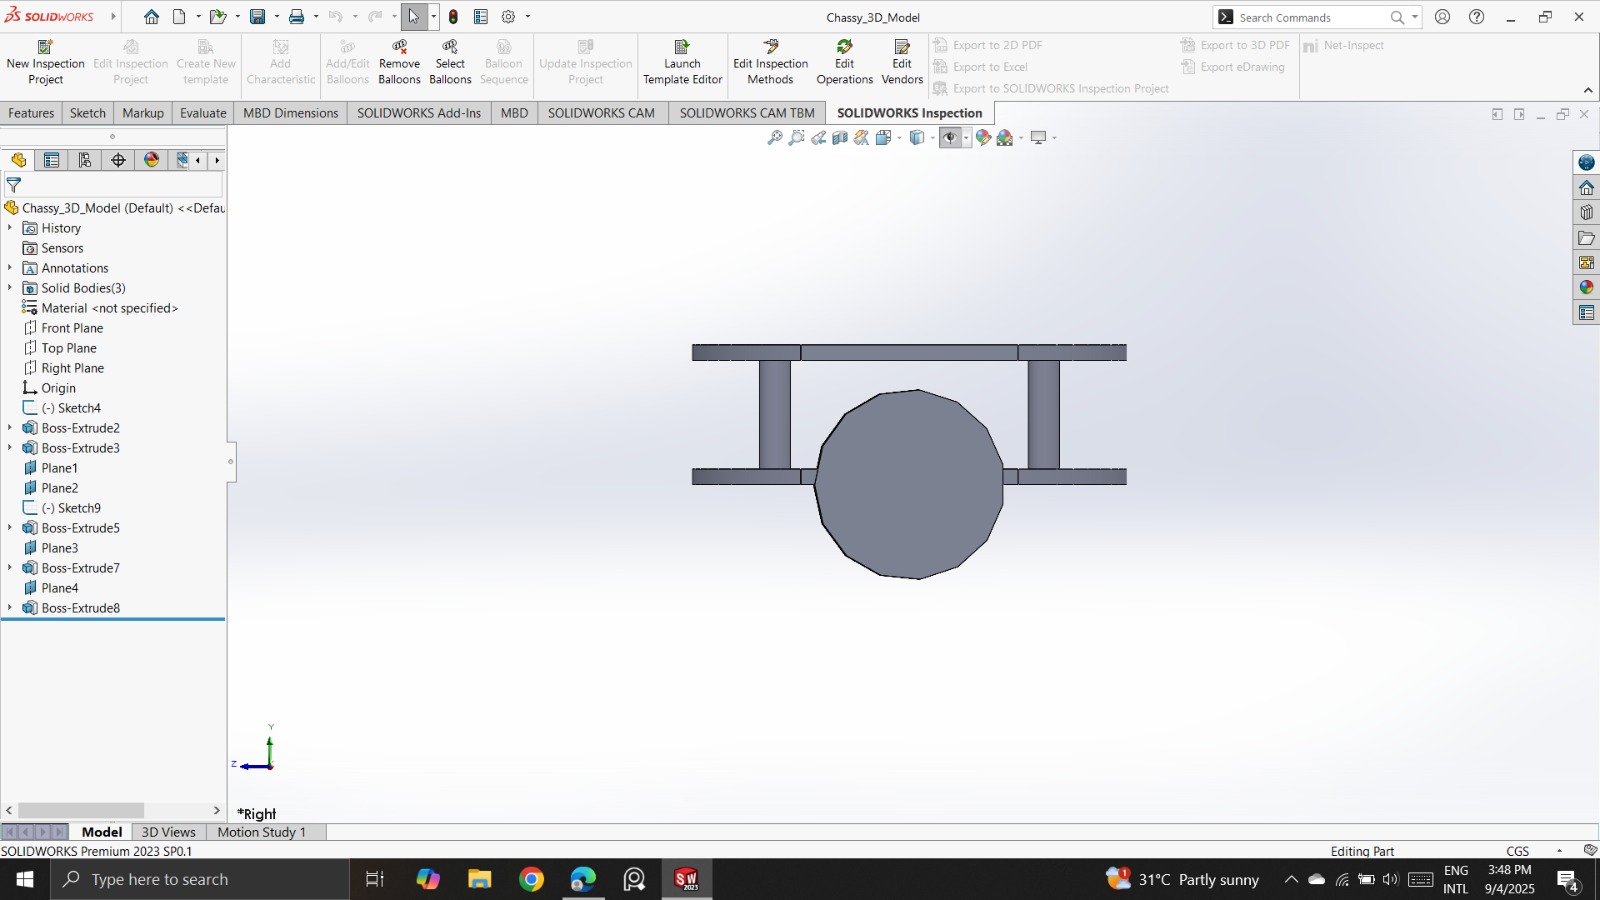 SOLIDWORKS
Chassy_3D_Model
Search Commands
New Inspection Project
Edit Inspection Project
Create New template
Add Characteristic
Add/Edit Balloons
Remove Balloons
Select Balloons
Balloon Sequence
Update Inspection Project
Launch Template Editor
Edit Inspection Methods
Edit Operations
Edit Vendors
Export to 2D PDF
Export to Excel
Export to SOLIDWORKS Inspection Project
Export to 3D PDF
Export eDrawing
Net-Inspect
Features
Sketch
Markup
Evaluate
MBD Dimensions
SOLIDWORKS Add-Ins
MBD
SOLIDWORKS CAM
SOLIDWORKS CAM TBM
SOLIDWORKS Inspection
Chassy_3D_Model (Default) <<Defau
History
Sensors
Annotations
Solid Bodies(3)
Material <not specified>
Front Plane
Top Plane
Right Plane
Origin
(-) Sketch4
Boss-Extrude2
Boss-Extrude3
Plane1
Plane2
(-) Sketch9
Boss-Extrude5
Plane3
Boss-Extrude7
Plane4
Boss-Extrude8
Y
Z
*Right
Model
3D Views
Motion Study 1
SOLIDWORKS Premium 2023 SP0.1
Editing Part
CGS
Type here to search
SW 2023
1
31°C Partly sunny
ENG
INTL
3:48 PM
9/4/2025
4